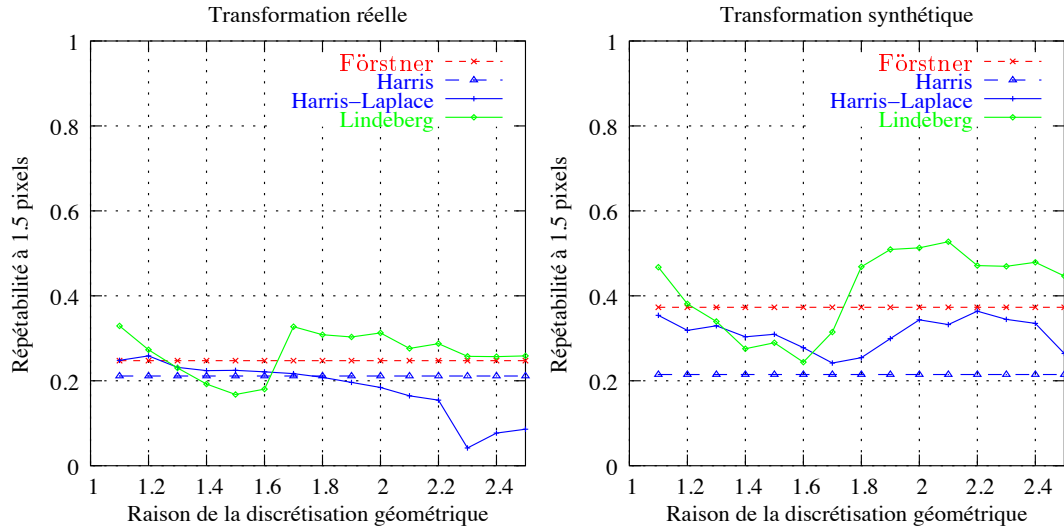 Transformation réelle
1
0.8
0.6
0.4
0.2
0
Répétabilité à 1.5 pixels
Förstner
Harris
Harris−Laplace
Lindeberg
1 1.2 1.4 1.6 1.8 2 2.2 2.4
Raison de la discrétisation géométrique
Transformation synthétique
1
0.8
0.6
0.4
0.2
0
Répétabilité à 1.5 pixels
Förstner
Harris
Harris−Laplace
Lindeberg
1 1.2 1.4 1.6 1.8 2 2.2 2.4
Raison de la discrétisation géométrique